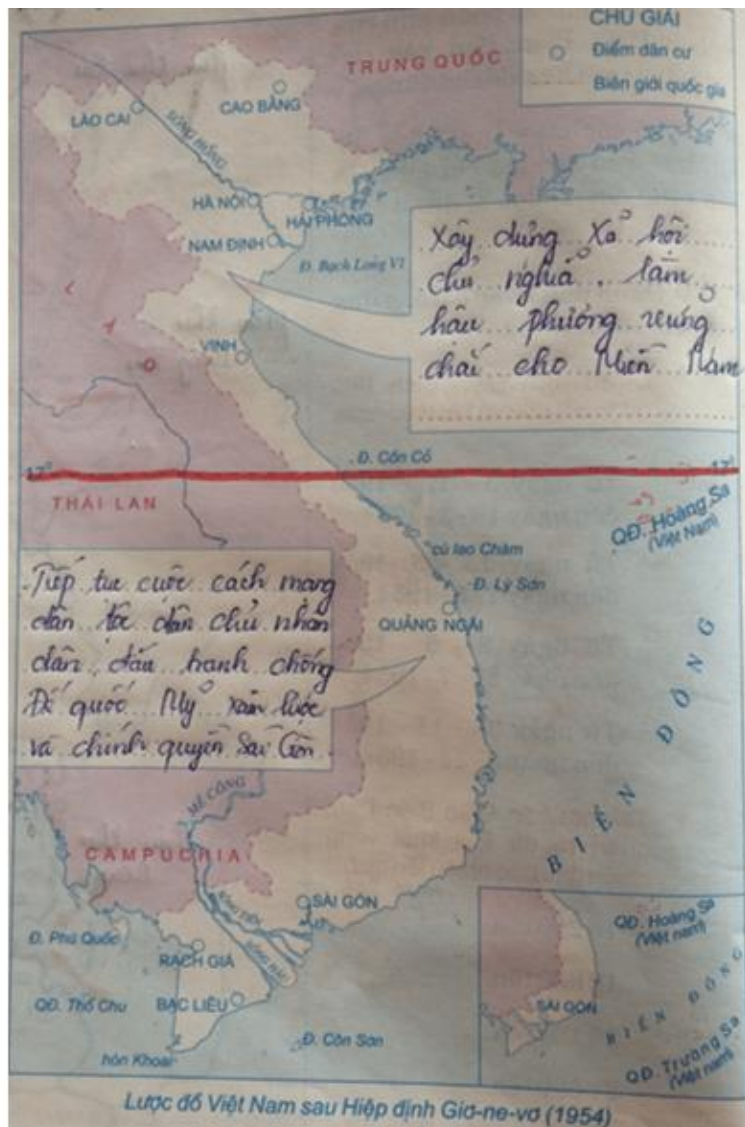 CHÚ GIẢI
Điểm dân cư
Biên giới quốc gia
TRUNG QUỐC
LÀO CAI
CAO BẰNG
SÔNG HỒNG
HÀ NỘI
HẢI PHÒNG
NAM ĐỊNH
Đ. Bạch Long Vĩ
Xây dựng Xã hội
chủ nghĩa, làm
hậu phương vững
chãi cho Miền Nam
LÀO
VINH
Đ. Cồn Cỏ
17°
17°
THÁI LAN
QĐ. Hoàng Sa
(Việt Nam)
cù lao Chàm
Đ. Lý Sơn
QUẢNG NGÃI
Tiếp tục cuộc cách mạng
dân tộc dân chủ nhân
dân, đấu tranh chống
Đế quốc Mỹ xâm lược
và chính quyền Sài Gòn.
MÊ CÔNG
CAMPUCHIA
BIỂN ĐÔNG
SÀI GÒN
SÔNG TIỀN
SÔNG HẬU
Đ. Phú Quốc
RẠCH GIÁ
QĐ. Thổ Chu
BẠC LIÊU
Đ. Côn Sơn
hòn Khoai
QĐ. Hoàng Sa
(Việt nam)
SÀI GÒN
BIỂN ĐÔNG
QĐ. Trường Sa
(Việt nam)
Lược đồ Việt Nam sau Hiệp định Giơ-ne-vơ (1954)